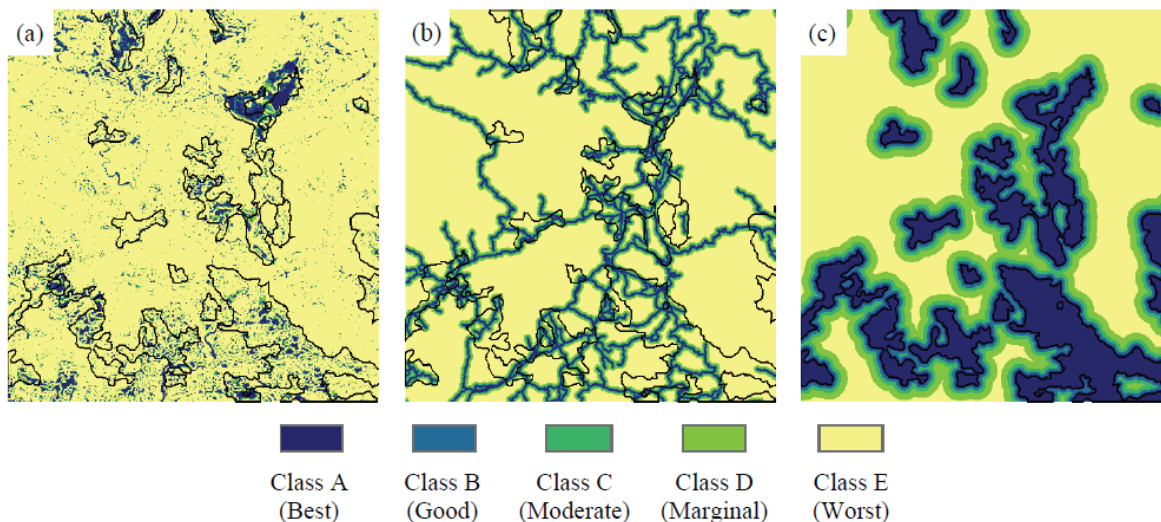 (a) (b) (c)
Class A Class B Class C Class D Class E
(Best) (Good) (Moderate) (Marginal) (Worst)